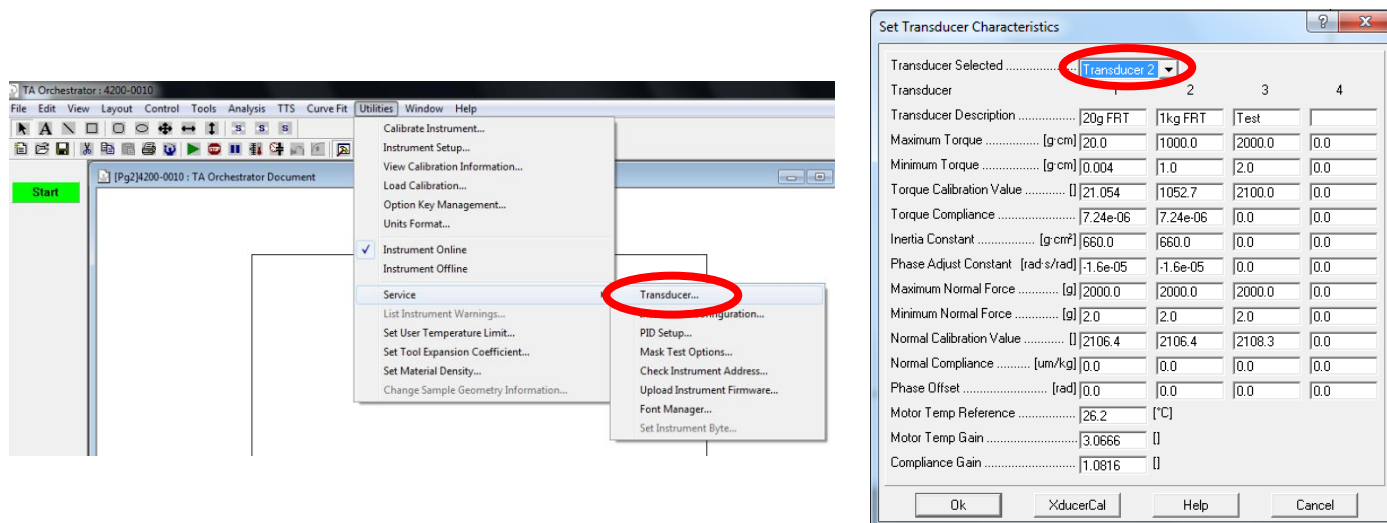 TA Orchestrator : 4200-0010
File Edit View Layout Control Tools Analysis TTS Curve Fit Utilities Window Help
A S S S
[Pg2]4200-0010 : TA Orchestrator Document
Start
Calibrate Instrument...
Instrument Setup...
View Calibration Information...
Load Calibration...
Option Key Management...
Units Format...
Instrument Online
Instrument Offline
Service
List Instrument Warnings...
Set User Temperature Limit...
Set Tool Expansion Coefficient...
Set Material Density...
Change Sample Geometry Information...
Transducer...
PID Setup...
Mask Test Options...
Check Instrument Address...
Upload Instrument Firmware...
Font Manager...
Set Instrument Byte...
Set Transducer Characteristics
Transducer Selected ..................... Transducer 2
Transducer 1 2 3 4
Transducer Description ............... 20g FRT 1kg FRT Test
Maximum Torque ............... [g·cm] 20.0 1000.0 2000.0 0.0
Minimum Torque ................ [g·cm] 0.004 1.0 2.0 0.0
Torque Calibration Value ........... [] 21.054 1052.7 2100.0 0.0
Torque Compliance ...................... 7.24e-06 7.24e-06 0.0 0.0
Inertia Constant ................ [g·cm²] 660.0 660.0 0.0 0.0
Phase Adjust Constant [rad·s/rad] -1.6e-05 -1.6e-05 0.0 0.0
Maximum Normal Force ............ [g] 2000.0 2000.0 2000.0 0.0
Minimum Normal Force ............ [g] 2.0 2.0 2.0 0.0
Normal Calibration Value ............ [] 2106.4 2106.4 2108.3 0.0
Normal Compliance .......... [um/kg] 0.0 0.0 0.0 0.0
Phase Offset ........................ [rad] 0.0 0.0 0.0 0.0
Motor Temp Reference ................ 26.2 [°C]
Motor Temp Gain .......................... 3.0666 []
Compliance Gain .......................... 1.0816 []
Ok XducerCal Help Cancel